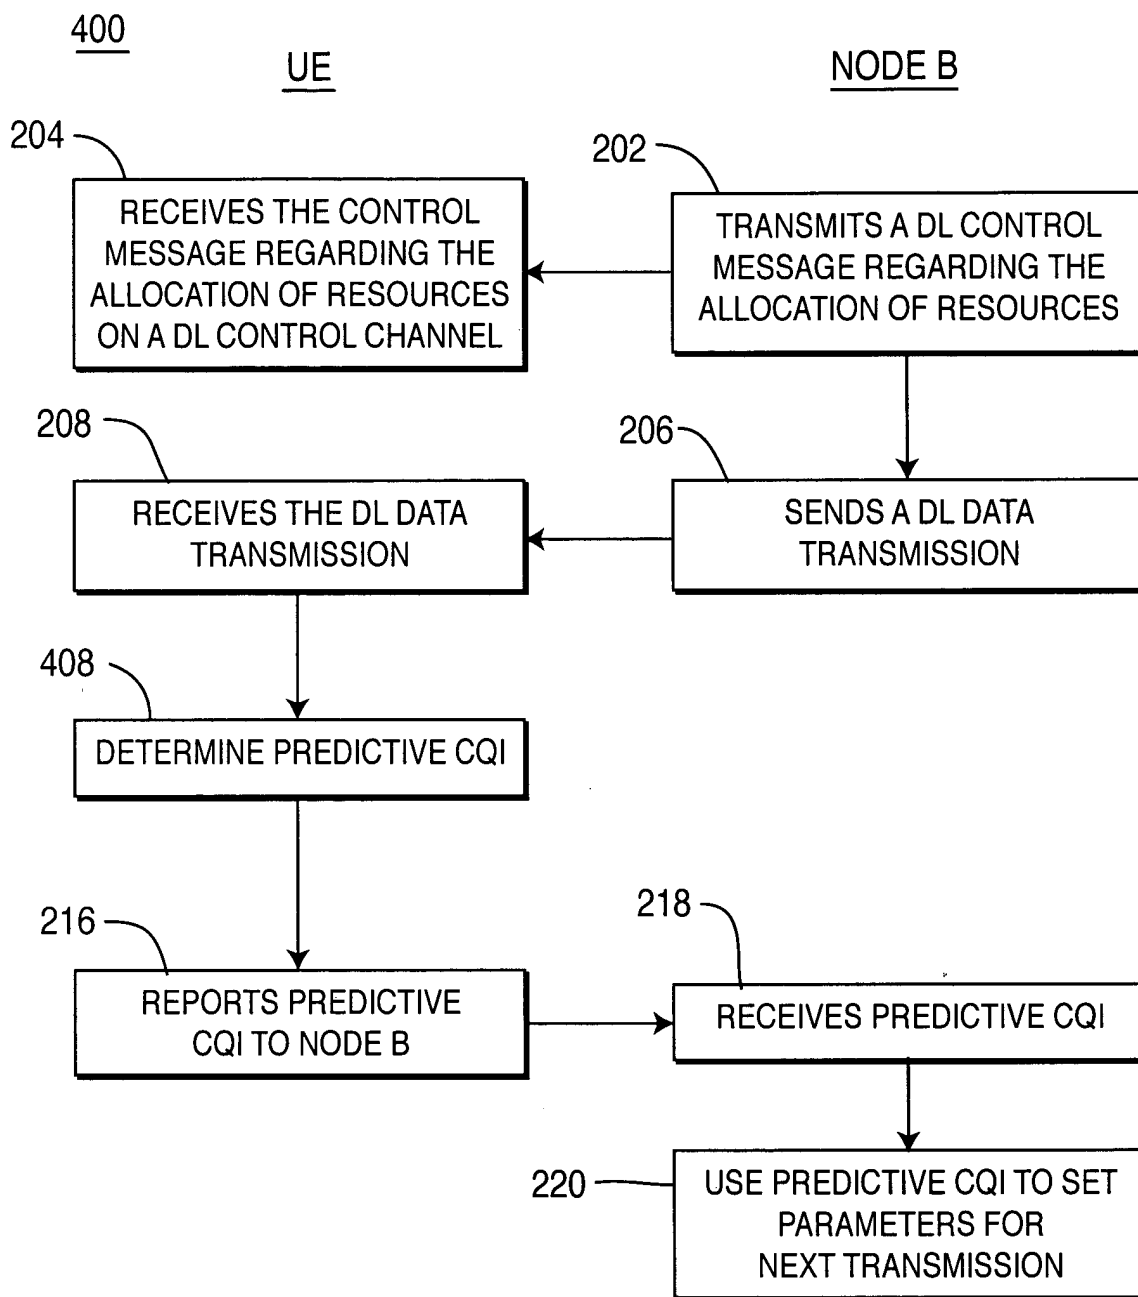 400
UE
NODE B
204
202
RECEIVES THE CONTROL
MESSAGE REGARDING THE
ALLOCATION OF RESOURCES
ON A DL CONTROL CHANNEL
TRANSMITS A DL CONTROL
MESSAGE REGARDING THE
ALLOCATION OF RESOURCES
208
206
RECEIVES THE DL DATA
TRANSMISSION
SENDS A DL DATA
TRANSMISSION
408
DETERMINE PREDICTIVE CQI
216
218
REPORTS PREDICTIVE
CQI TO NODE B
RECEIVES PREDICTIVE CQI
220
USE PREDICTIVE CQI TO SET
PARAMETERS FOR
NEXT TRANSMISSION